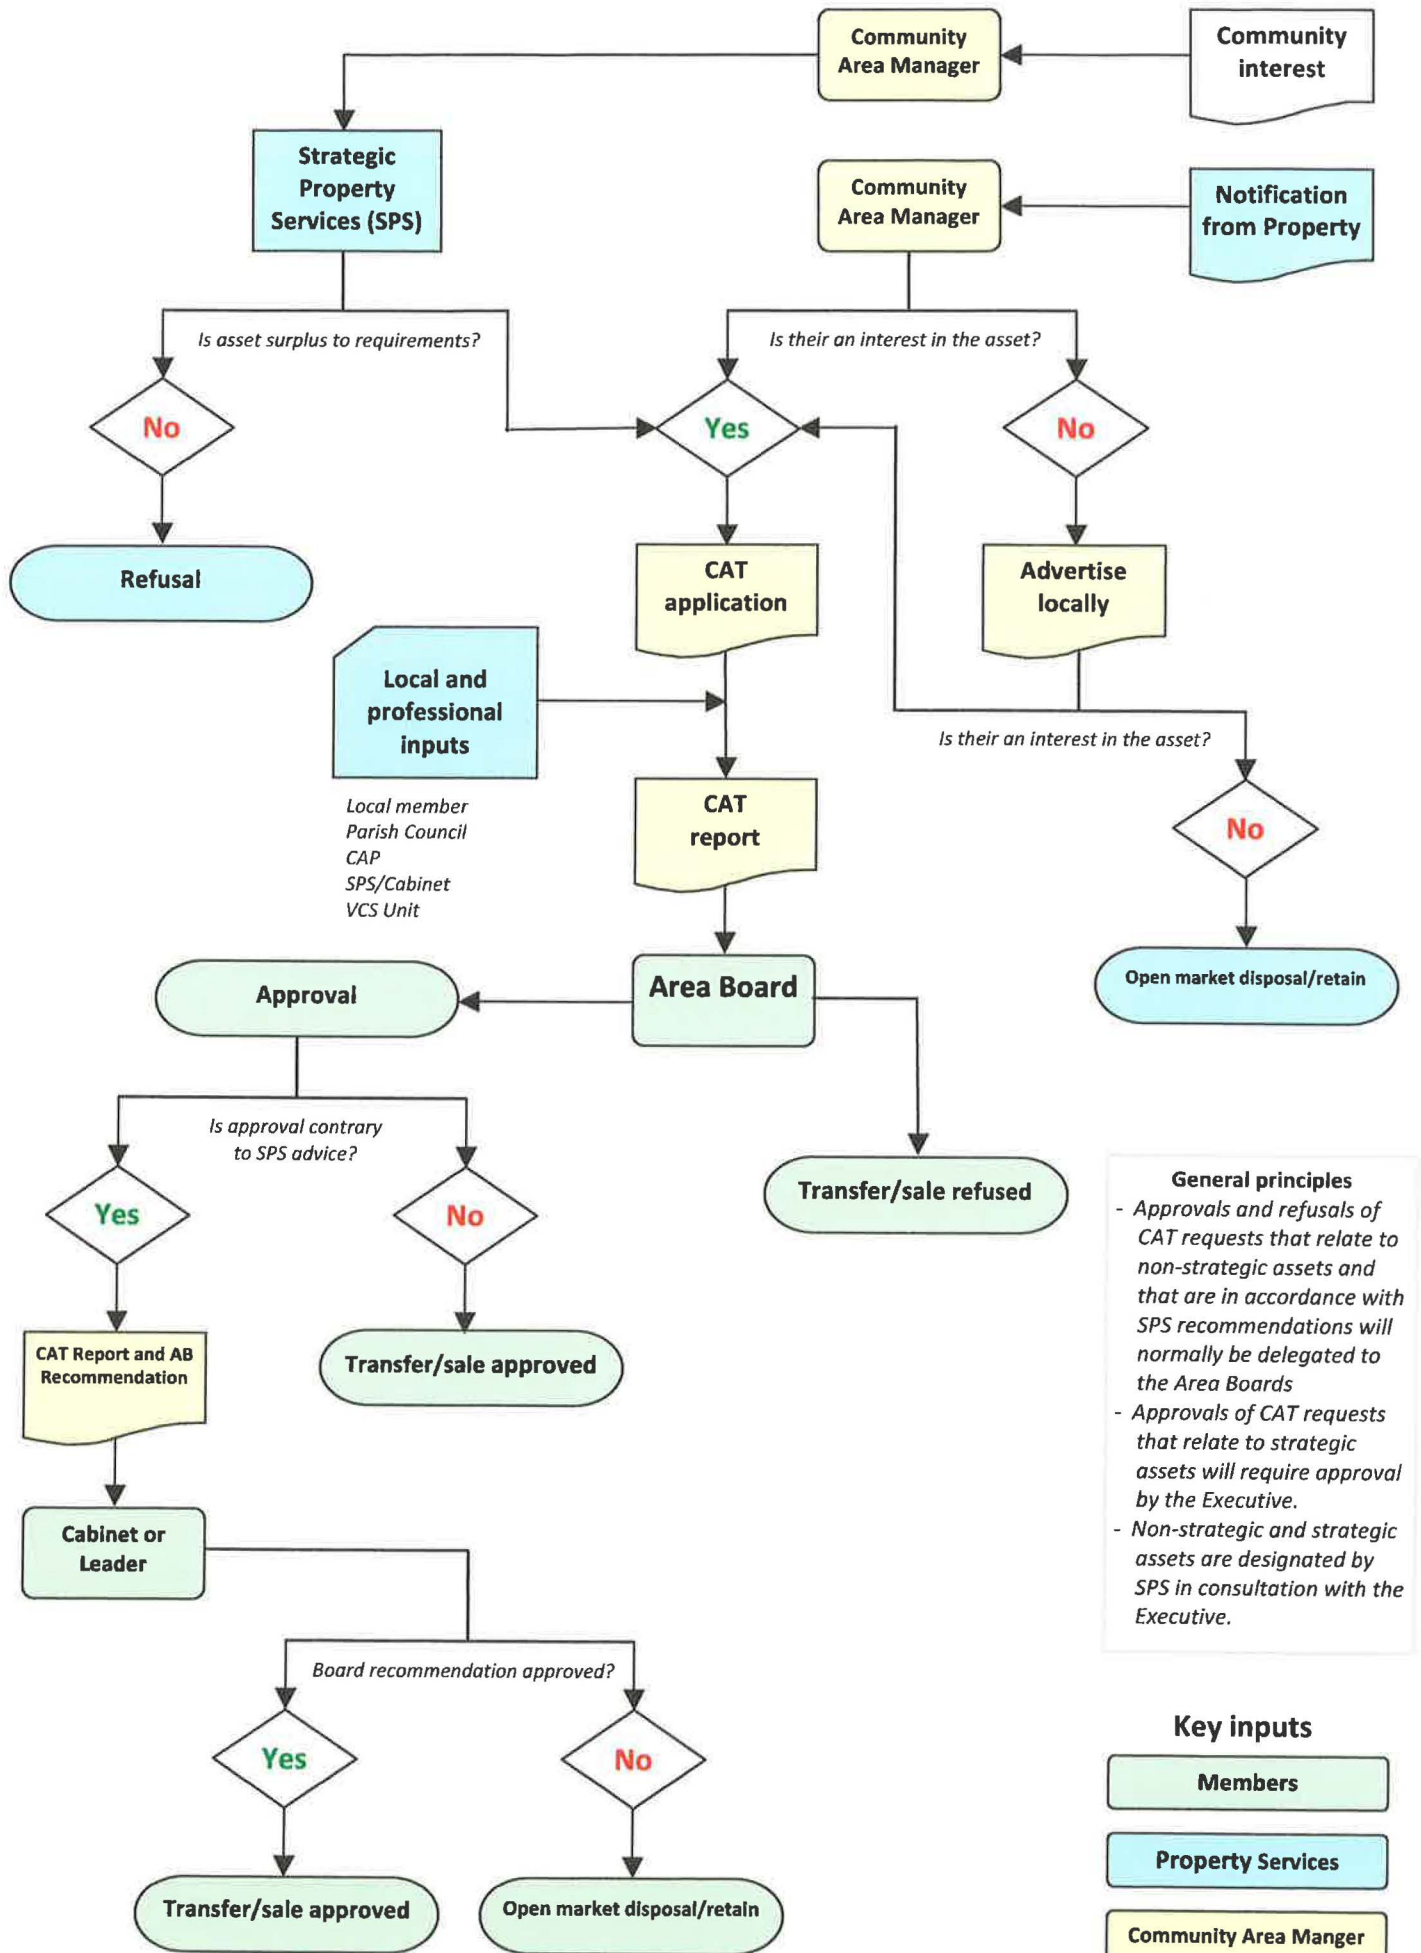 Community
Area Manager
Community
interest
Strategic
Property
Services (SPS)
Community
Area Manager
Notification
from Property
Is asset surplus to requirements?
Is their an interest in the asset?
No
Yes
No
Refusal
CAT
application
Advertise
locally
Local and
professional
inputs
Is their an interest in the asset?
Local member
Parish Council
CAP
SPS/Cabinet
VCS Unit
CAT
report
No
Approval
Area Board
Open market disposal/retain
Is approval contrary
to SPS advice?
Yes
No
Transfer/sale refused
General principles
- Approvals and refusals of
CAT requests that relate to
non-strategic assets and
that are in accordance with
SPS recommendations will
normally be delegated to
the Area Boards
- Approvals of CAT requests
that relate to strategic
assets will require approval
by the Executive.
- Non-strategic and strategic
assets are designated by
SPS in consultation with the
Executive.
CAT Report and AB
Recommendation
Transfer/sale approved
Cabinet or
Leader
Board recommendation approved?
Yes
No
Transfer/sale approved
Open market disposal/retain
Key inputs
Members
Property Services
Community Area Manger